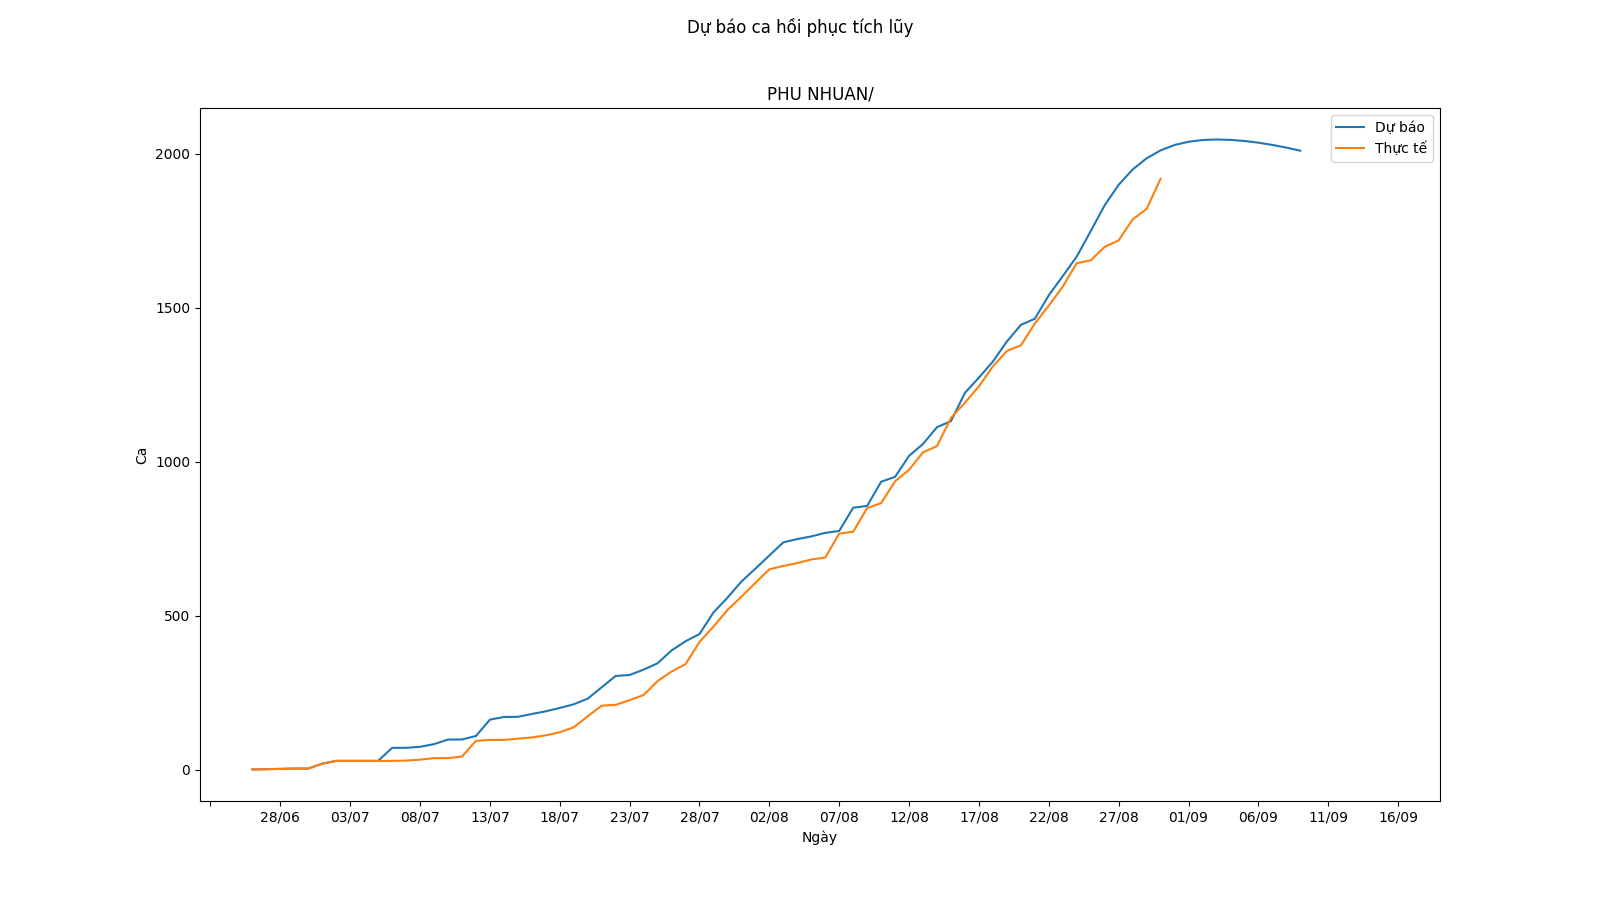 Dự báo ca hồi phục tích lũy
PHU NHUAN/
Dự báo
Thực tế
2000
1500
1000
500
0
Ca
28/06 03/07 08/07 13/07 18/07 23/07 28/07 02/08 07/08 12/08 17/08 22/08 27/08 01/09 06/09 11/09 16/09
Ngày